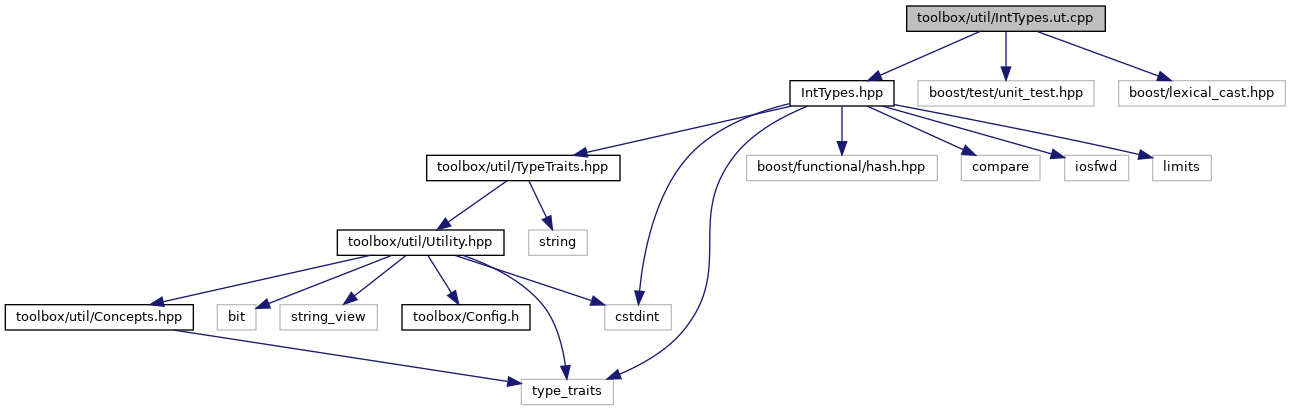 toolbox/util/IntTypes.ut.cpp
IntTypes.hpp
boost/test/unit_test.hpp
boost/lexical_cast.hpp
toolbox/util/TypeTraits.hpp
boost/functional/hash.hpp
compare
iosfwd
limits
toolbox/util/Utility.hpp
string
toolbox/util/Concepts.hpp
bit
string_view
toolbox/Config.h
cstdint
type_traits